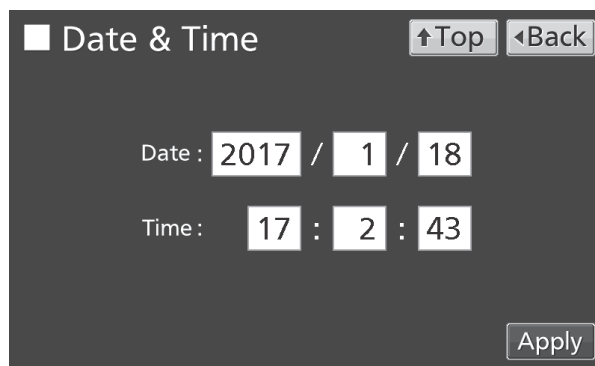 Date & Time ↑Top ◂Back
Date : 2017 / 1 / 18
Time : 17 : 2 : 43
Apply